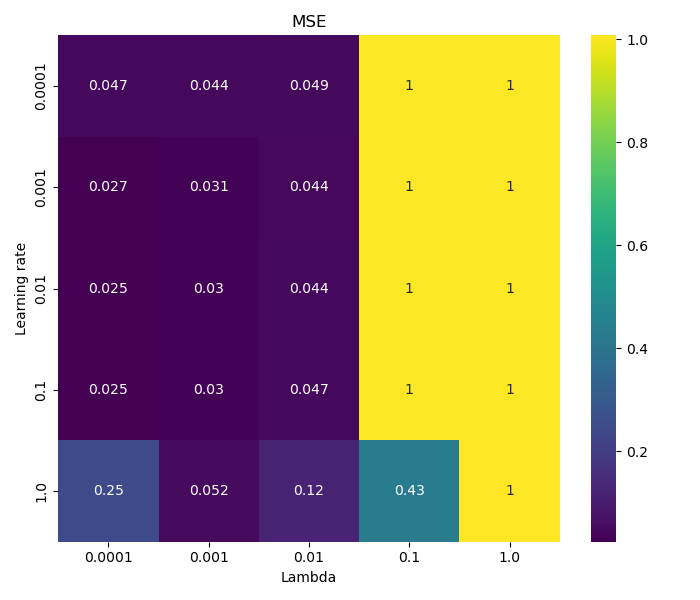 MSE
0.0001 0.047 0.044 0.049 1 1
0.001 0.027 0.031 0.044 1 1
0.01 0.025 0.03 0.044 1 1
0.1 0.025 0.03 0.047 1 1
1.0 0.25 0.052 0.12 0.43 1
0.0001 0.001 0.01 0.1 1.0
Learning rate
Lambda
1.0
0.8
0.6
0.4
0.2